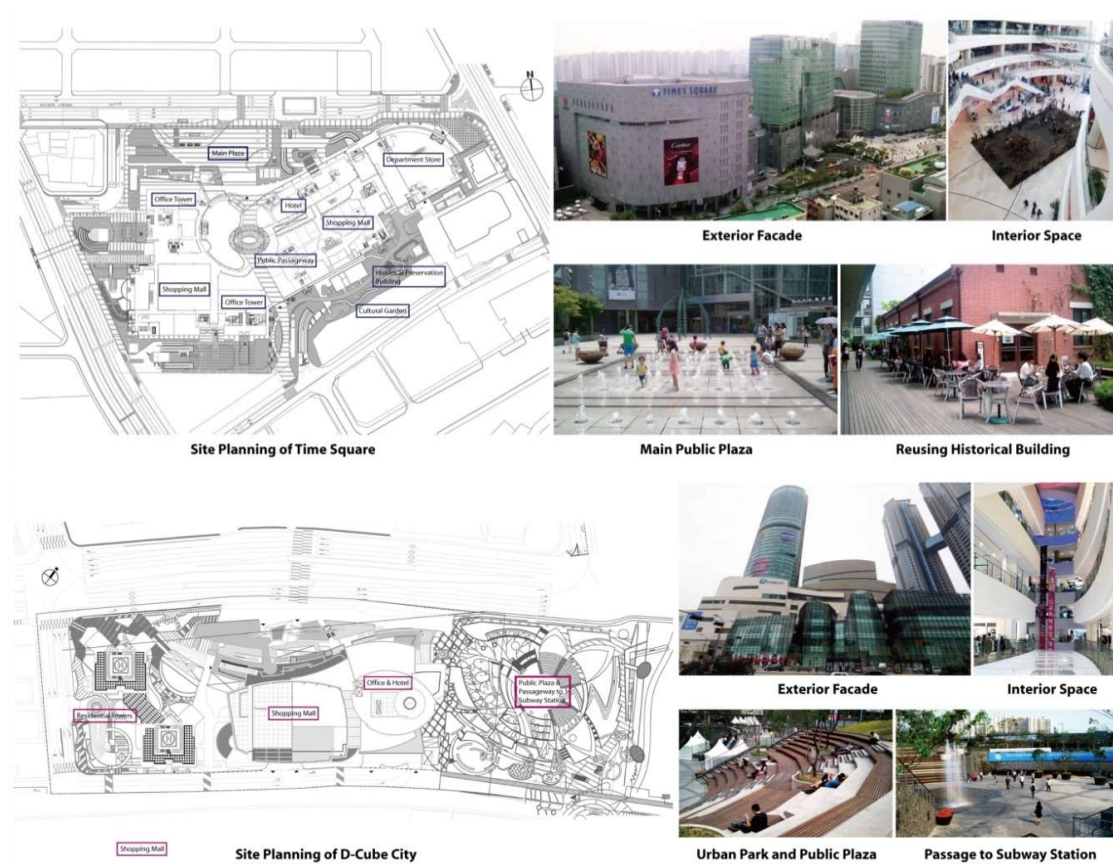 N
Main Plaza
Department Store
Office Tower
Hotel
Shopping Mall
Public Passageway
Historical Preservation
Building
Shopping Mall
Office Tower
Cultural Garden
Site Planning of Time Square
TIMES SQUARE
Cartier
Exterior Facade
Interior Space
Main Public Plaza
Reusing Historical Building
Office & Hotel
Public Plaza &
Passageway to
Subway Station
Residential Towers
Shopping Mall
Shopping Mall
Site Planning of D-Cube City
Exterior Facade
Interior Space
Urban Park and Public Plaza
Passage to Subway Station